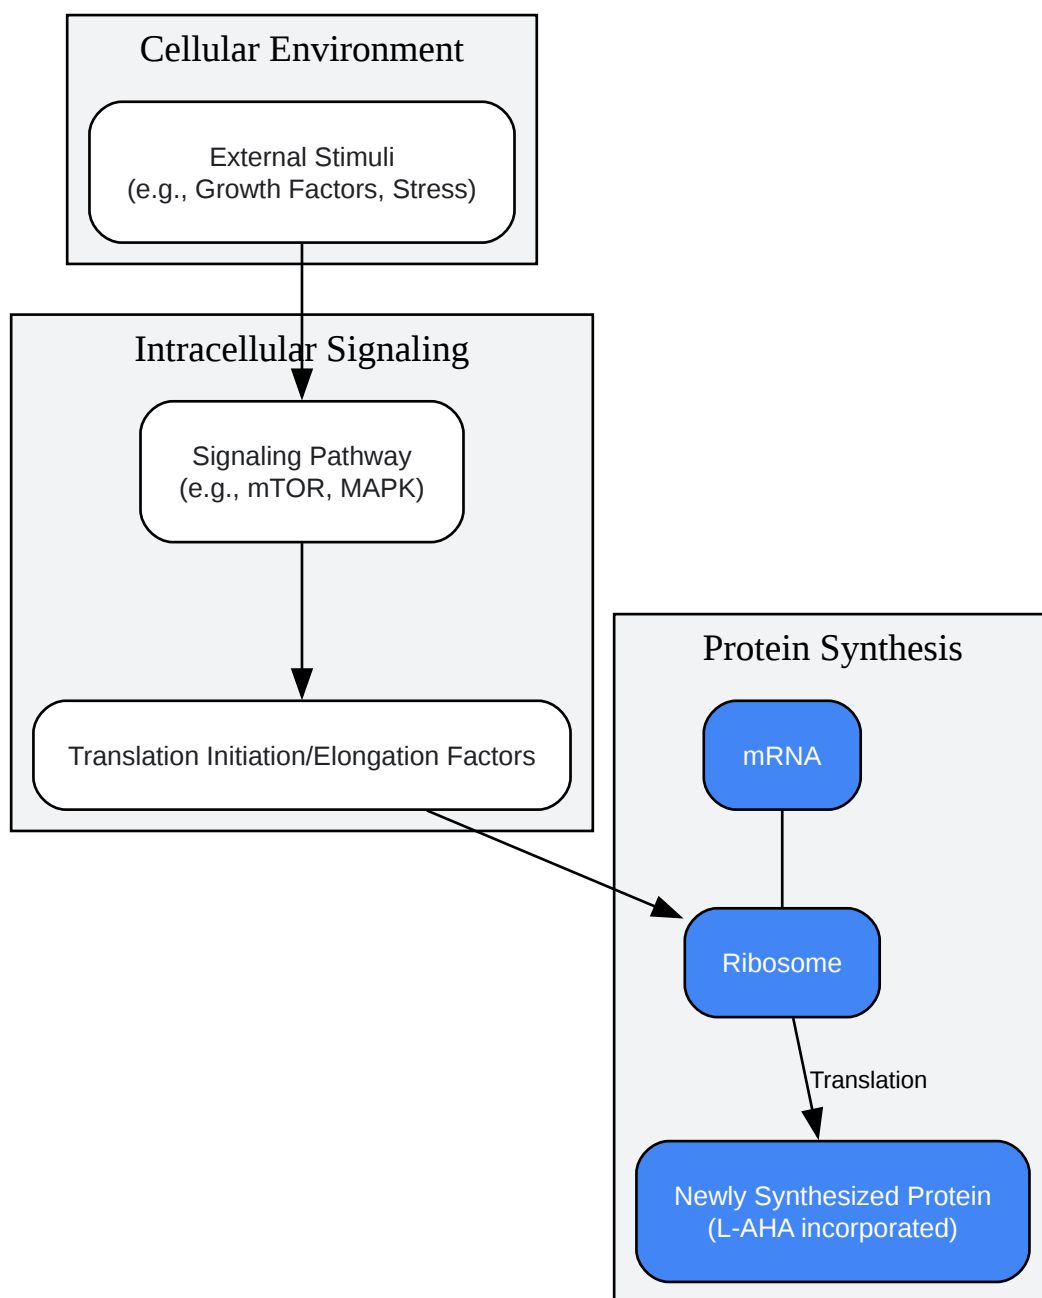 Cellular Environment
External Stimuli
(e.g., Growth Factors, Stress)
Intracellular Signaling
Signaling Pathway
(e.g., mTOR, MAPK)
Translation Initiation/Elongation Factors
Protein Synthesis
mRNA
Ribosome
Translation
Newly Synthesized Protein
(L-AHA incorporated)